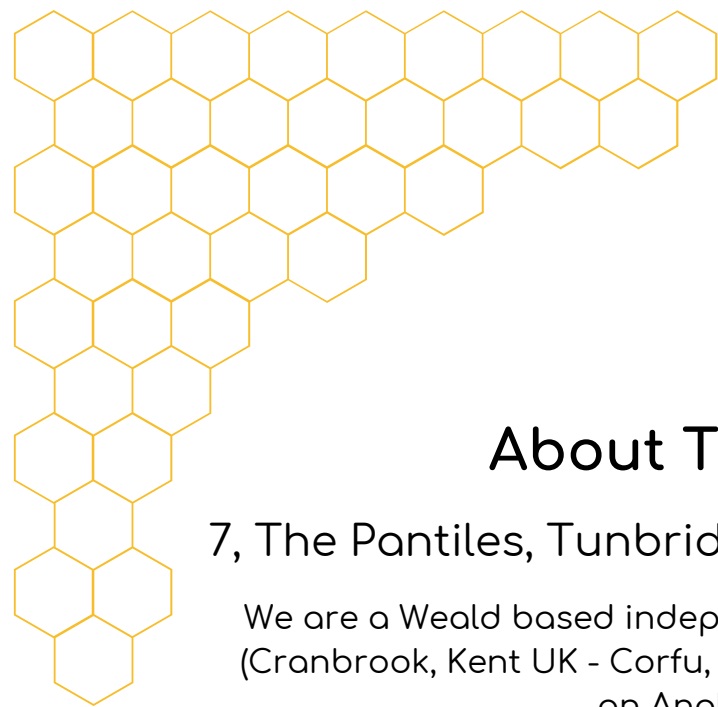 About T
7, The Pantiles, Tunbrid
We are a Weald based indep
(Cranbrook, Kent UK - Corfu,